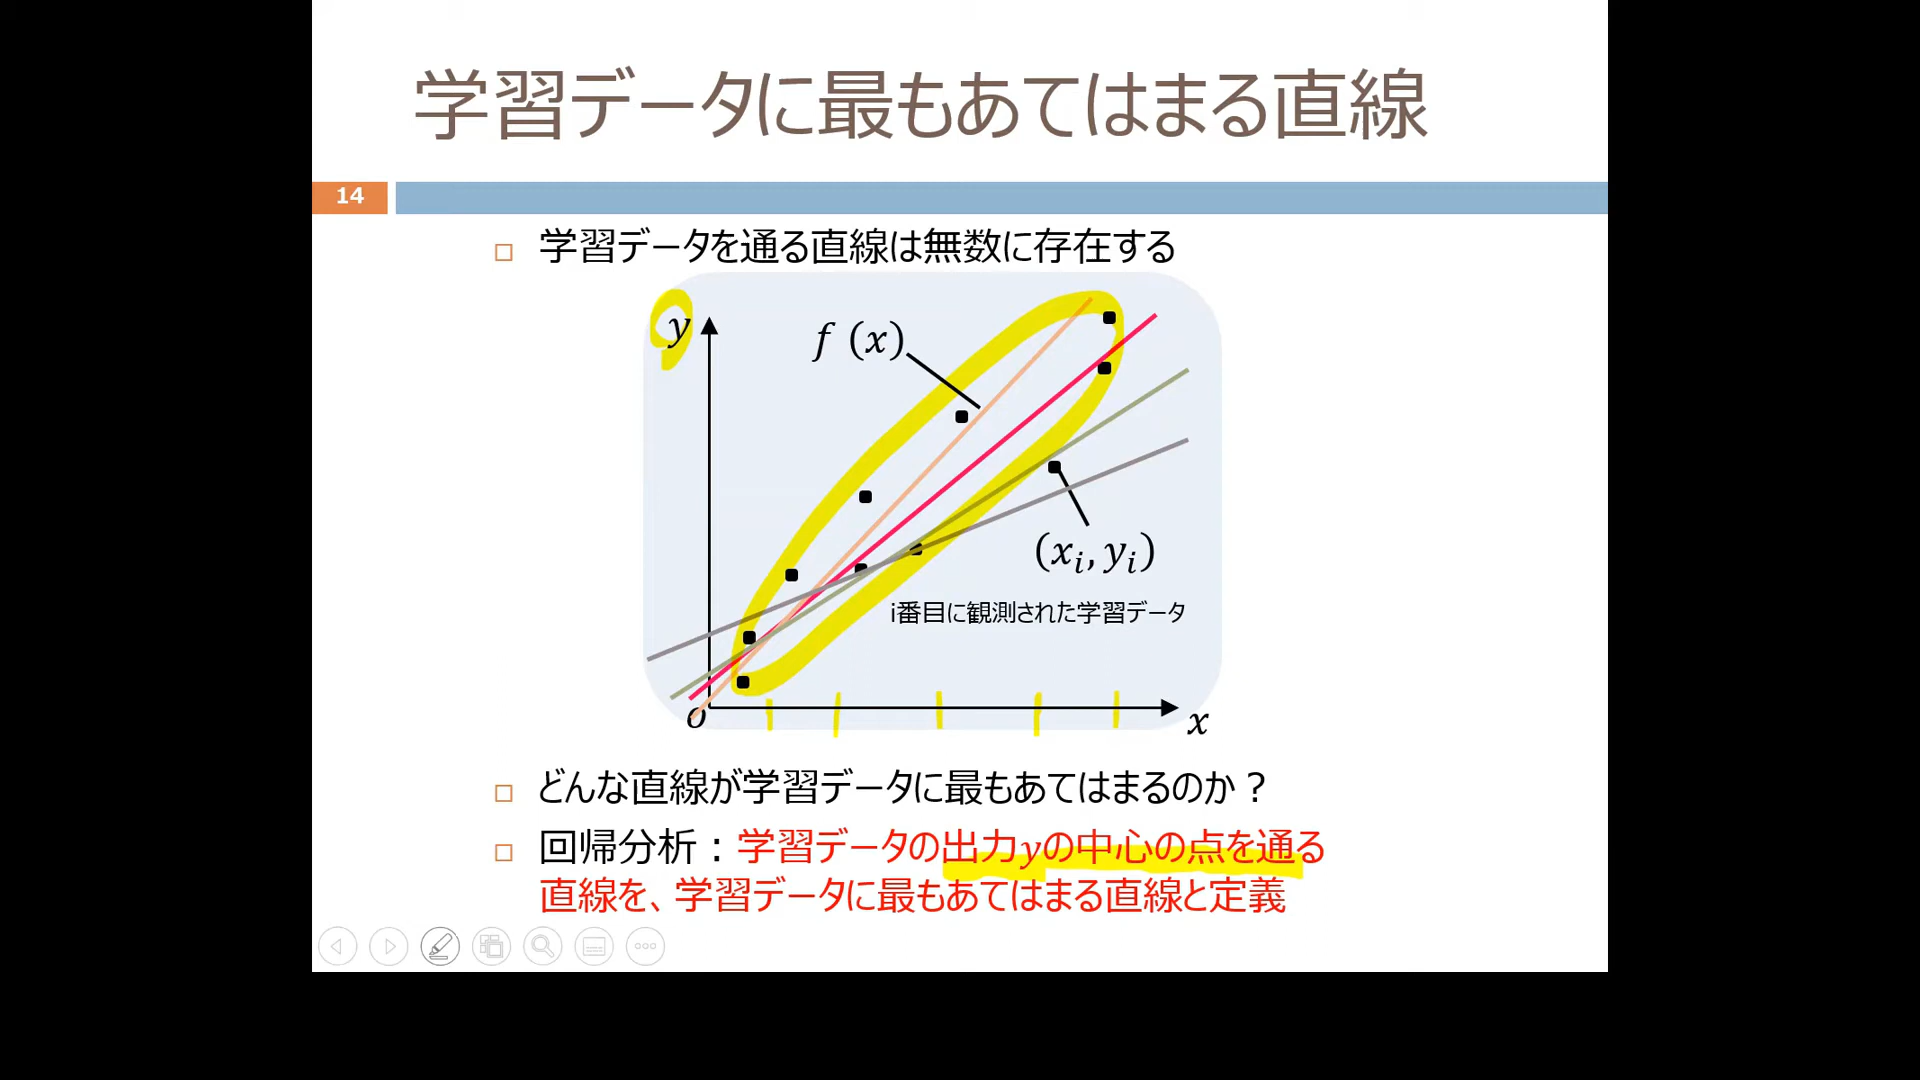 学習データに最もあてはまる直線
14
学習データを通る直線は無数に存在する
y
f (x)
(xi, yi)
i番目に観測された学習データ
o
x
どんな直線が学習データに最もあてはまるのか？
回帰分析：学習データの出力yの中心の点を通る
直線を、学習データに最もあてはまる直線と定義